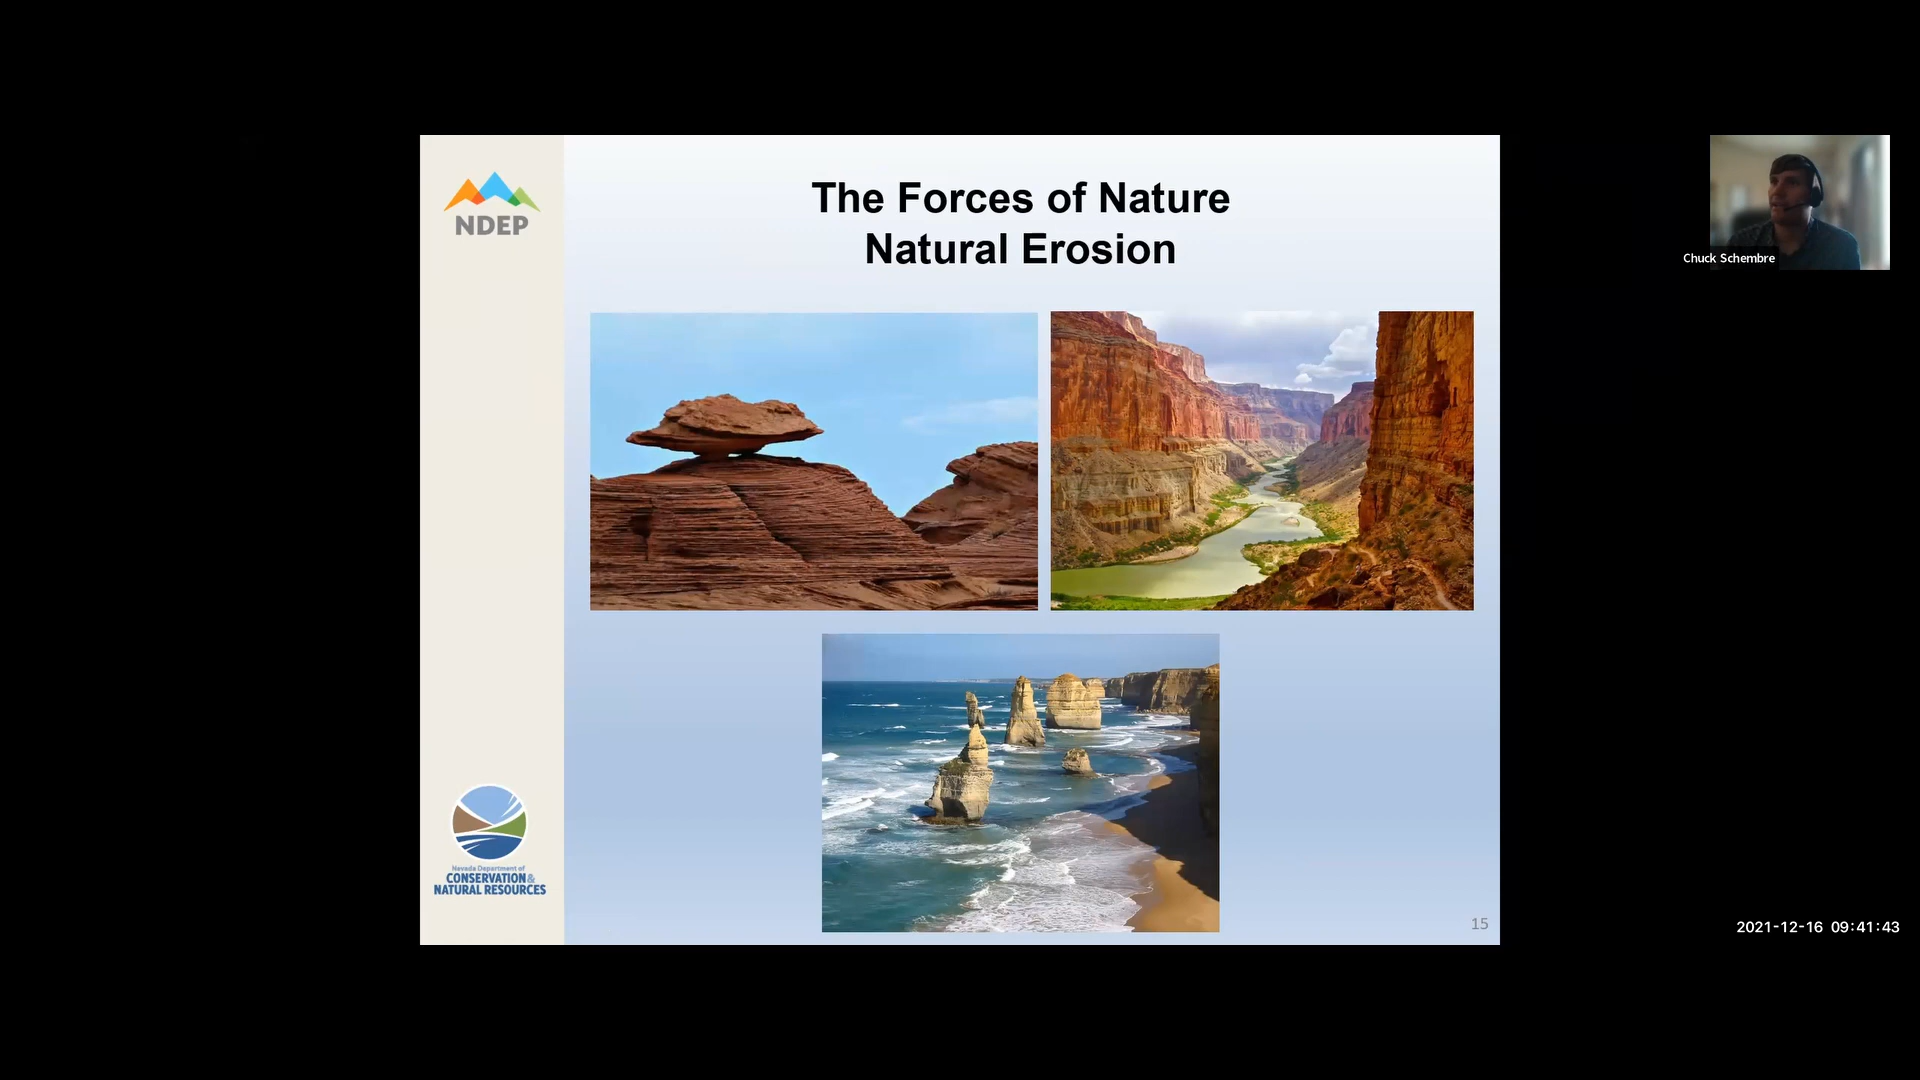 NDEP
The Forces of Nature
Natural Erosion
Chuck Schembre
Nevada Department of
CONSERVATION&
NATURAL RESOURCES
15
2021-12-16 09:41:43